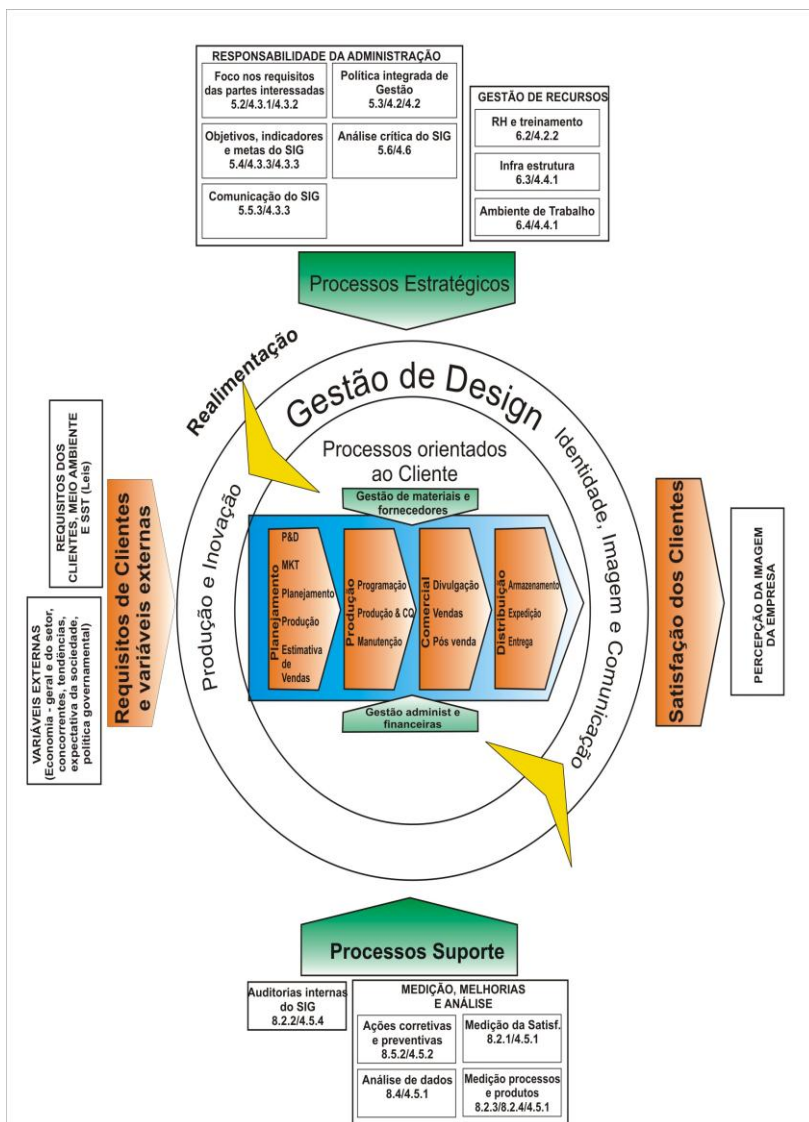 RESPONSABILIDADE DA ADMINISTRAÇÃO
Foco nos requisitos
das partes interessadas
5.2/4.3.1/4.3.2
Política integrada de
Gestão
5.3/4.2/4.2
Objetivos, indicadores
e metas do SIG
5.4/4.3.3/4.3.3
Análise crítica do SIG
5.6/4.6
Comunicação do SIG
5.5.3/4.3.3
GESTÃO DE RECURSOS
RH e treinamento
6.2/4.2.2
Infra estrutura
6.3/4.4.1
Ambiente de Trabalho
6.4/4.4.1
Processos Estratégicos
Realimentação
Gestão de Design
Produção e Inovação
Identidade, Imagem e Comunicação
REQUISITOS DOS
CLIENTES, MEIO AMBIENTE
E SST (Leis)
VARIÁVEIS EXTERNAS
(Economia - geral e do setor,
concorrentes, tendências,
expectativa da sociedade,
política governamental)
Requisitos de Clientes
e variáveis externas
Processos orientados
ao Cliente
Gestão de materiais e
fornecedores
Planejamento
P&D
MKT
Planejamento
Produção
Estimativa
de
Vendas
Produção
Programação
Produção & CQ
Manutenção
Comercial
Divulgação
Vendas
Pós venda
Distribuição
Armazenamento
Expedição
Entrega
Gestão administ e
financeiras
Satisfação dos Clientes
PERCEPÇÃO DA IMAGEM
DA EMPRESA
Processos Suporte
Auditorias internas
do SIG
8.2.2/4.5.4
MEDIÇÃO, MELHORIAS
E ANÁLISE
Ações corretivas
e preventivas
8.5.2/4.5.2
Medição da Satisf.
8.2.1/4.5.1
Análise de dados
8.4/4.5.1
Medição processos
e produtos
8.2.3/8.2.4/4.5.1